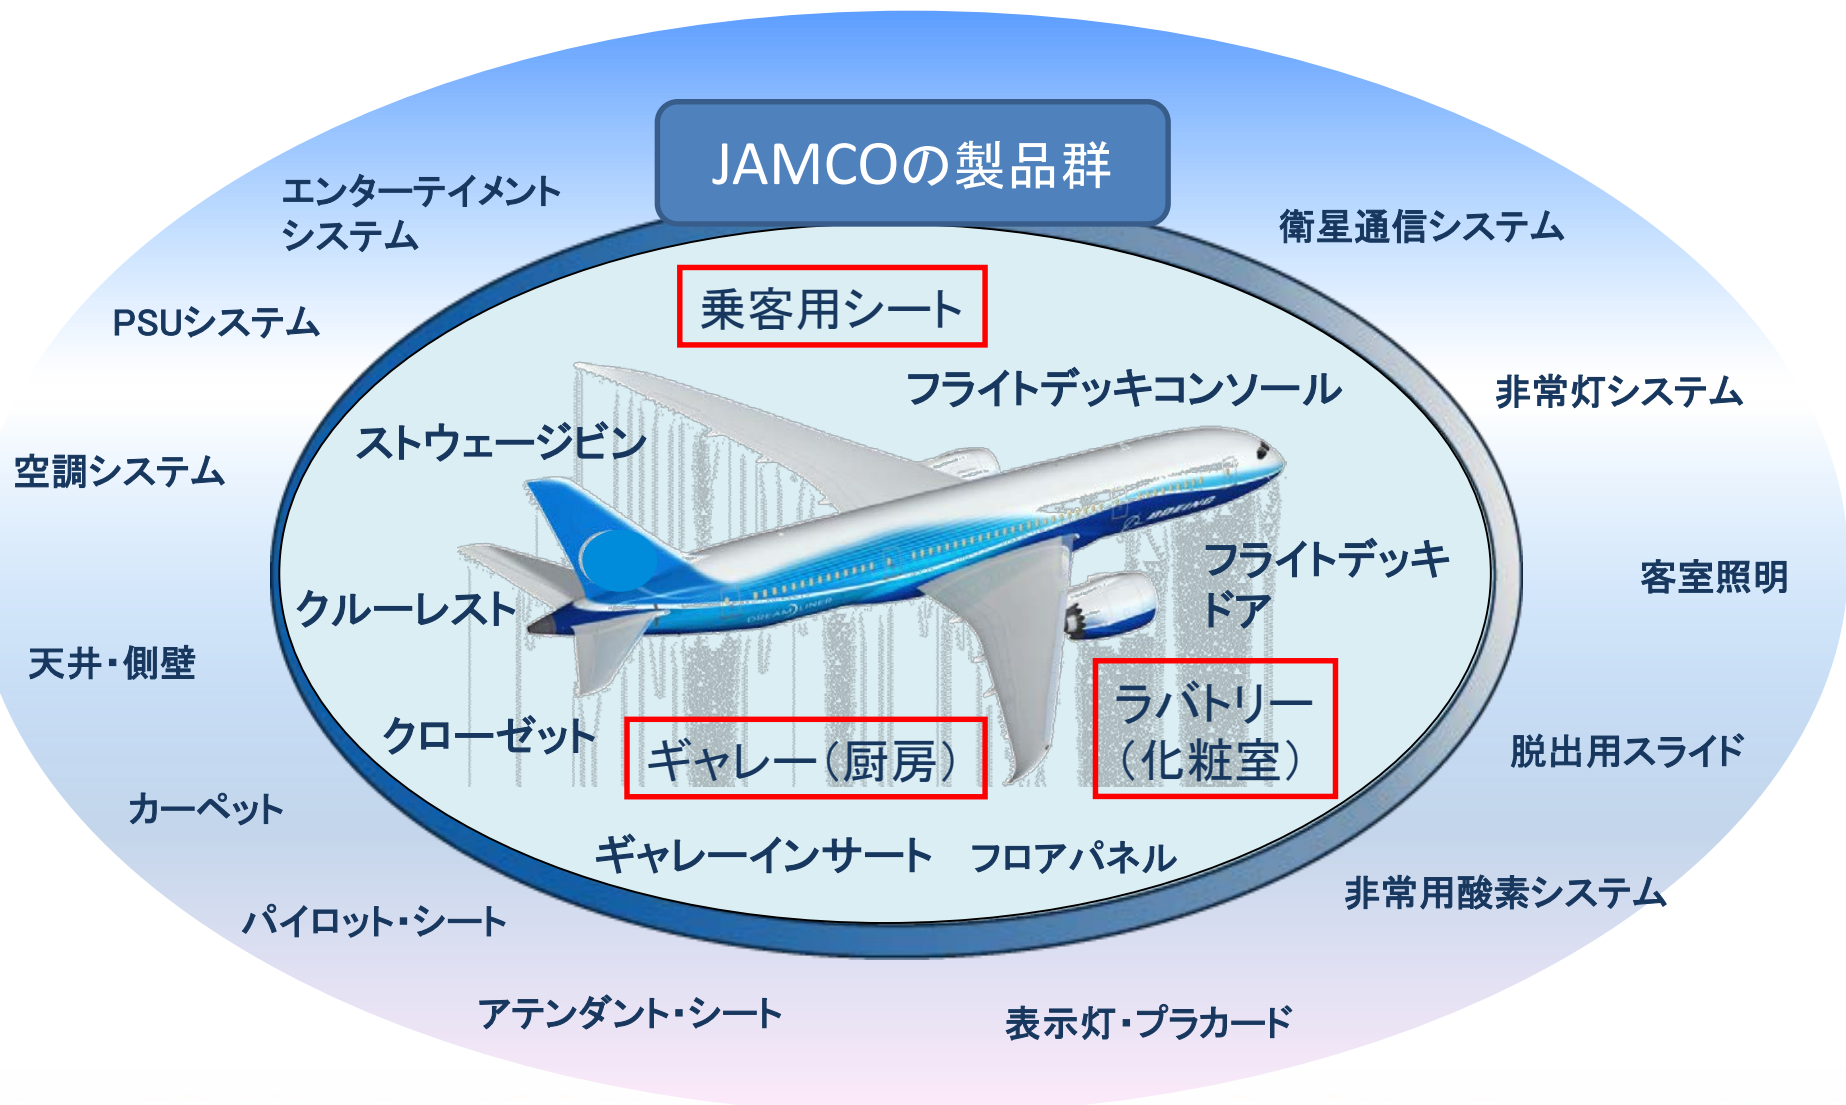 JAMCOの製品群
エンターテイメント
システム
衛星通信システム
乗客用シート
PSUシステム
フライトデッキコンソール
非常灯システム
ストウェージビン
空調システム
BOEING
フライトデッキ
ドア
客室照明
クルーレスト
DREAMLINER
天井・側壁
ラバトリー
（化粧室）
クローゼット
ギャレー（厨房）
脱出用スライド
カーペット
ギャレーインサート
フロアパネル
非常用酸素システム
パイロット・シート
アテンダント・シート
表示灯・プラカード